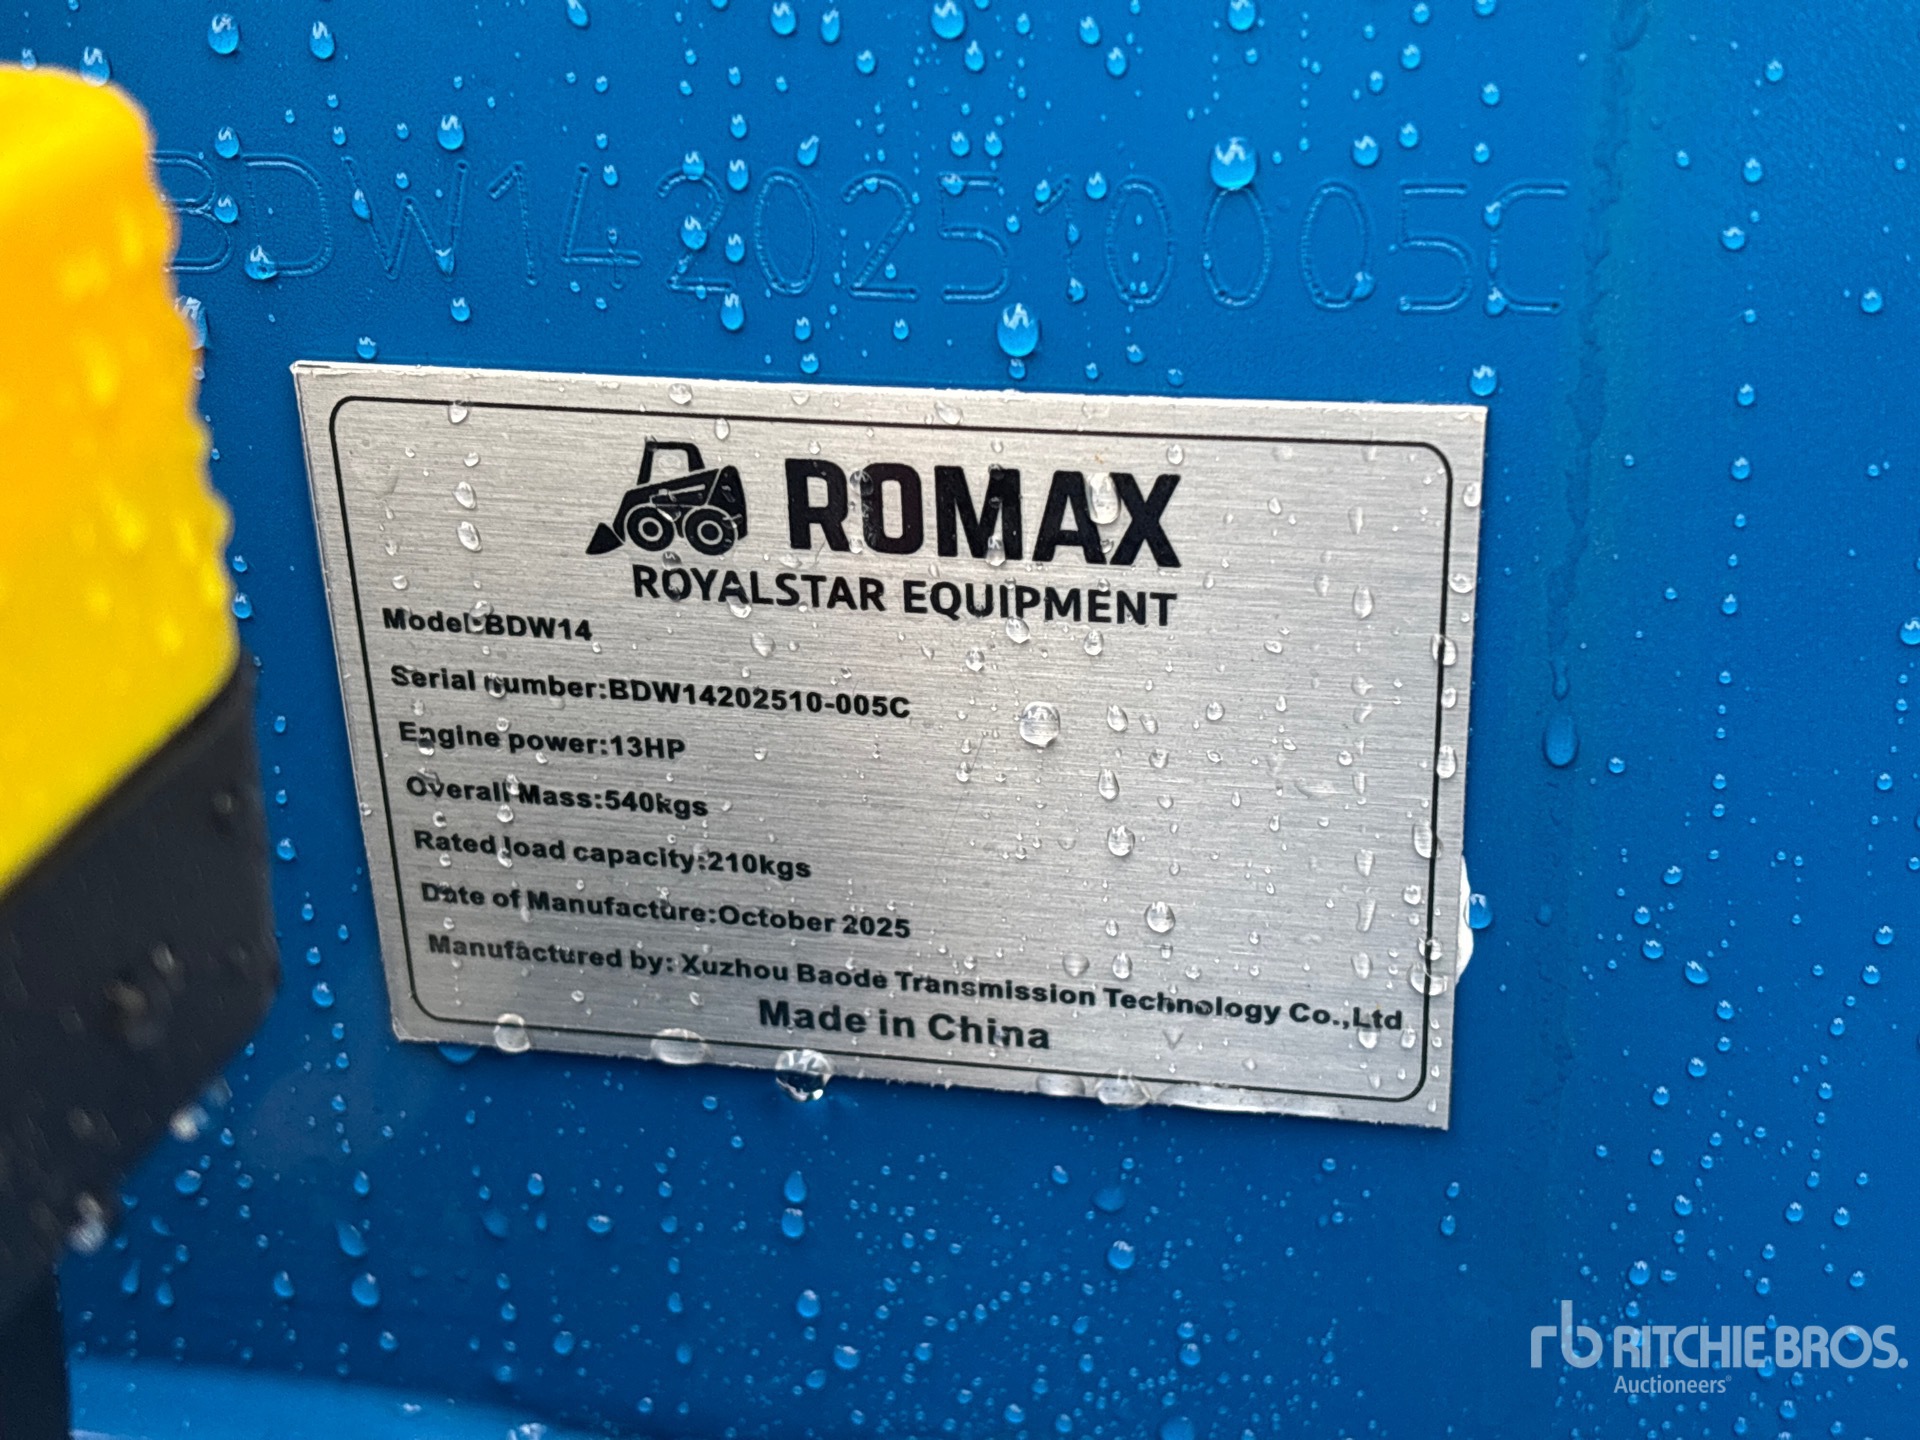 BDW14202510005C
ROMAX
ROYALSTAR EQUIPMENT
Model:BDW14
Serial number:BDW14202510-005C
Engine power:13HP
Overall Mass:540kgs
Rated load capacity:210kgs
Date of Manufacture:October 2025
Manufactured by: Xuzhou Baode Transmission Technology Co.,Ltd
Made in China
rb RITCHIE BROS.
Auctioneers